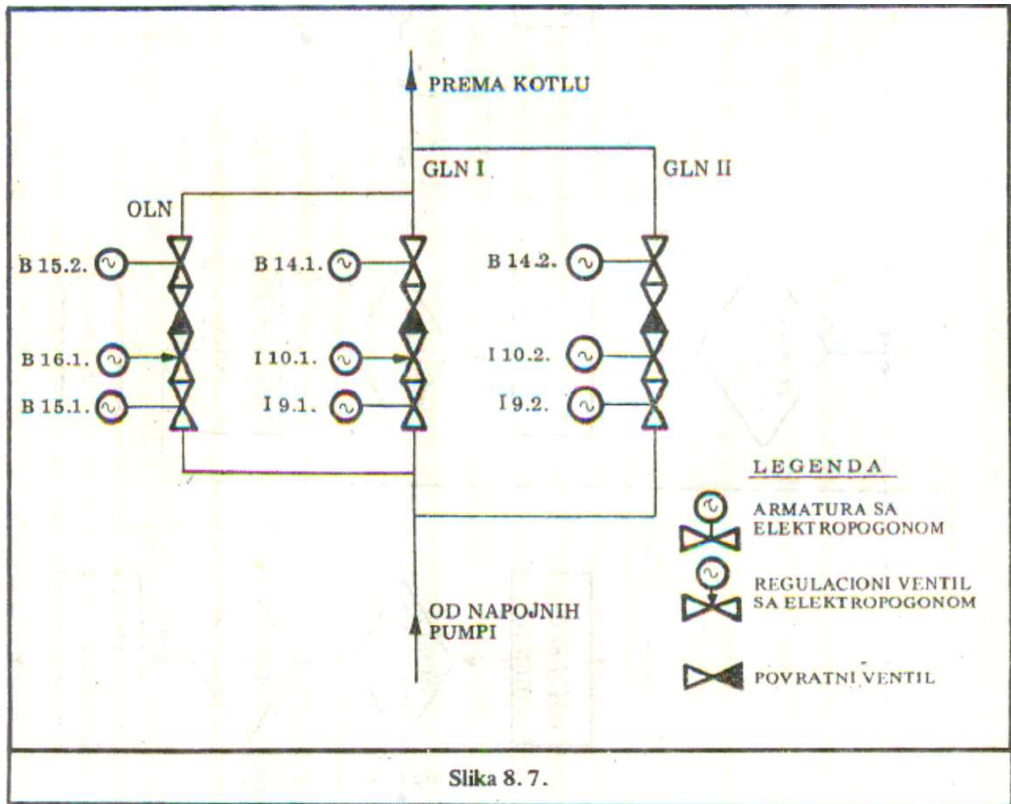 PREMA KOTLU
GLN I
GLN II
OLN
B 15.2.
B 14.1.
B 14.2.
B 16.1.
I 10.1.
I 10.2.
B 15.1.
I 9.1.
I 9.2.
LEGENDA
ARMATURA SA
ELEKTROPOGONOM
REGULACIONI VENTIL
SA ELEKTROPOGONOM
OD NAPOJNIH
PUMPI
POVRATNI VENTIL
Slika 8. 7.